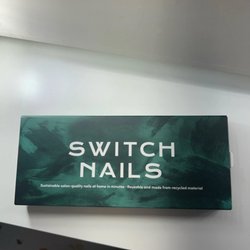 SWITCH
NAILS
Sustainable salon-quality nails at home in minutes · Reusable and made from recycled material